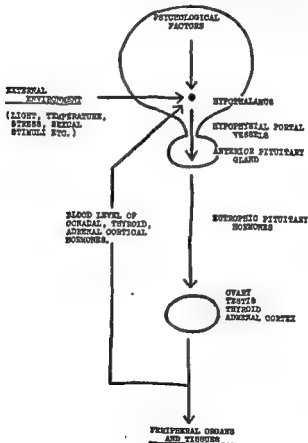 PSYCHOLOGICAL
FACTORS
EXTERNAL
ENVIRONMENT
(LIGHT, TEMPERATURE,
STRESS, SEXUAL
STIMULI ETC.)
HYPOTHALAMUS
HYPOPHYSIAL PORTAL
VESSELS
ANTERIOR PITUITARY
GLAND
BLOOD LEVEL OF
GONADAL, THYROID,
ADRENAL CORTICAL
HORMONES.
EUTROPHIC PITUITARY
HORMONES
OVARY
TESTIS
THYROID
ADRENAL CORTEX
PERIPHERAL ORGANS
AND TISSUES